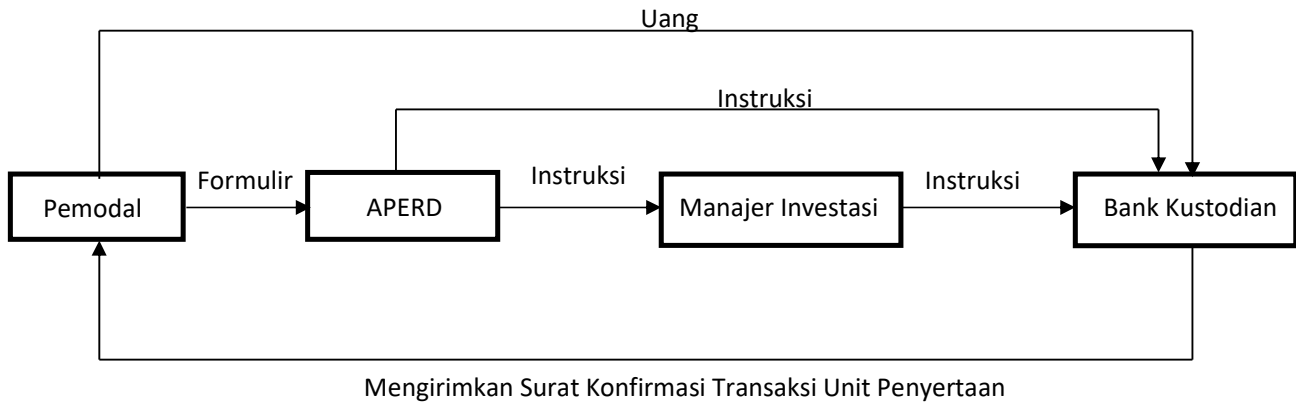 Uang
Instruksi
Formulir
Instruksi
Instruksi
Pemodal
APERD
Manajer Investasi
Bank Kustodian
Mengirimkan Surat Konfirmasi Transaksi Unit Penyertaan